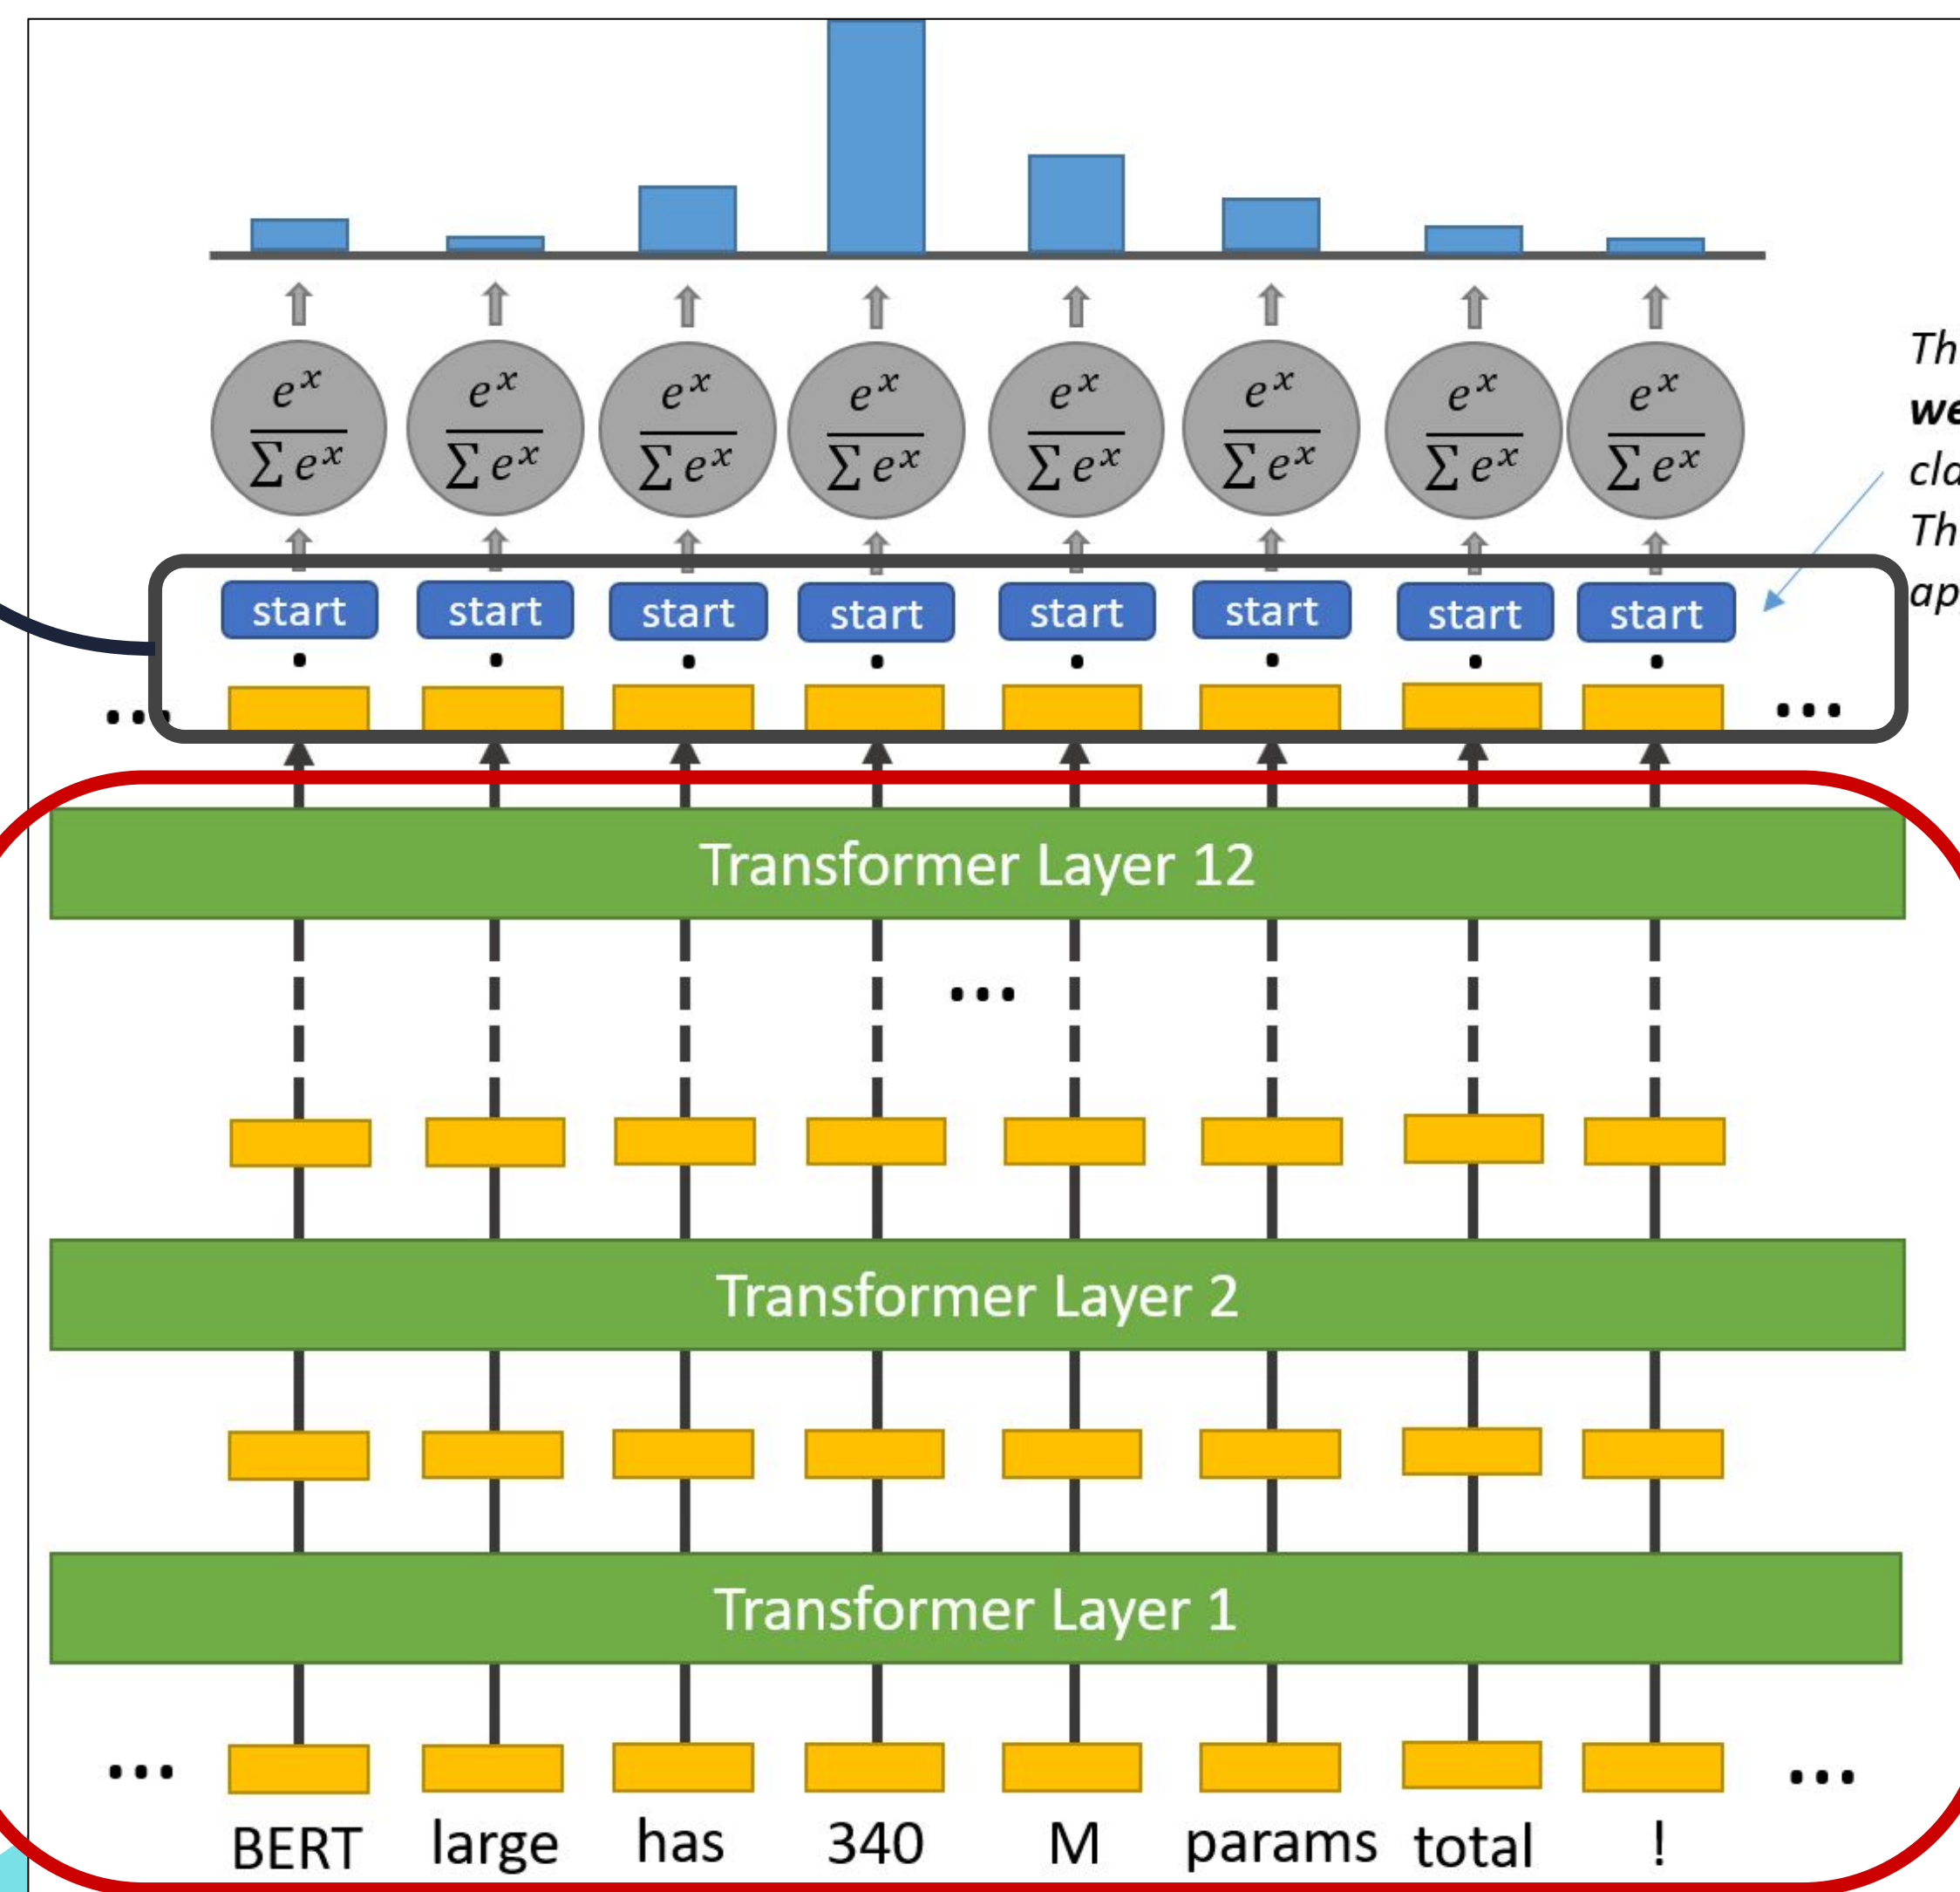 e^x e^x e^x e^x e^x e^x e^x e^x
∑ e^x ∑ e^x ∑ e^x ∑ e^x ∑ e^x ∑ e^x ∑ e^x ∑ e^x
start start start start start start start start
...
...
Transformer Layer 12
...
Transformer Layer 2
Transformer Layer 1
... ...
BERT large has 340 M params total !